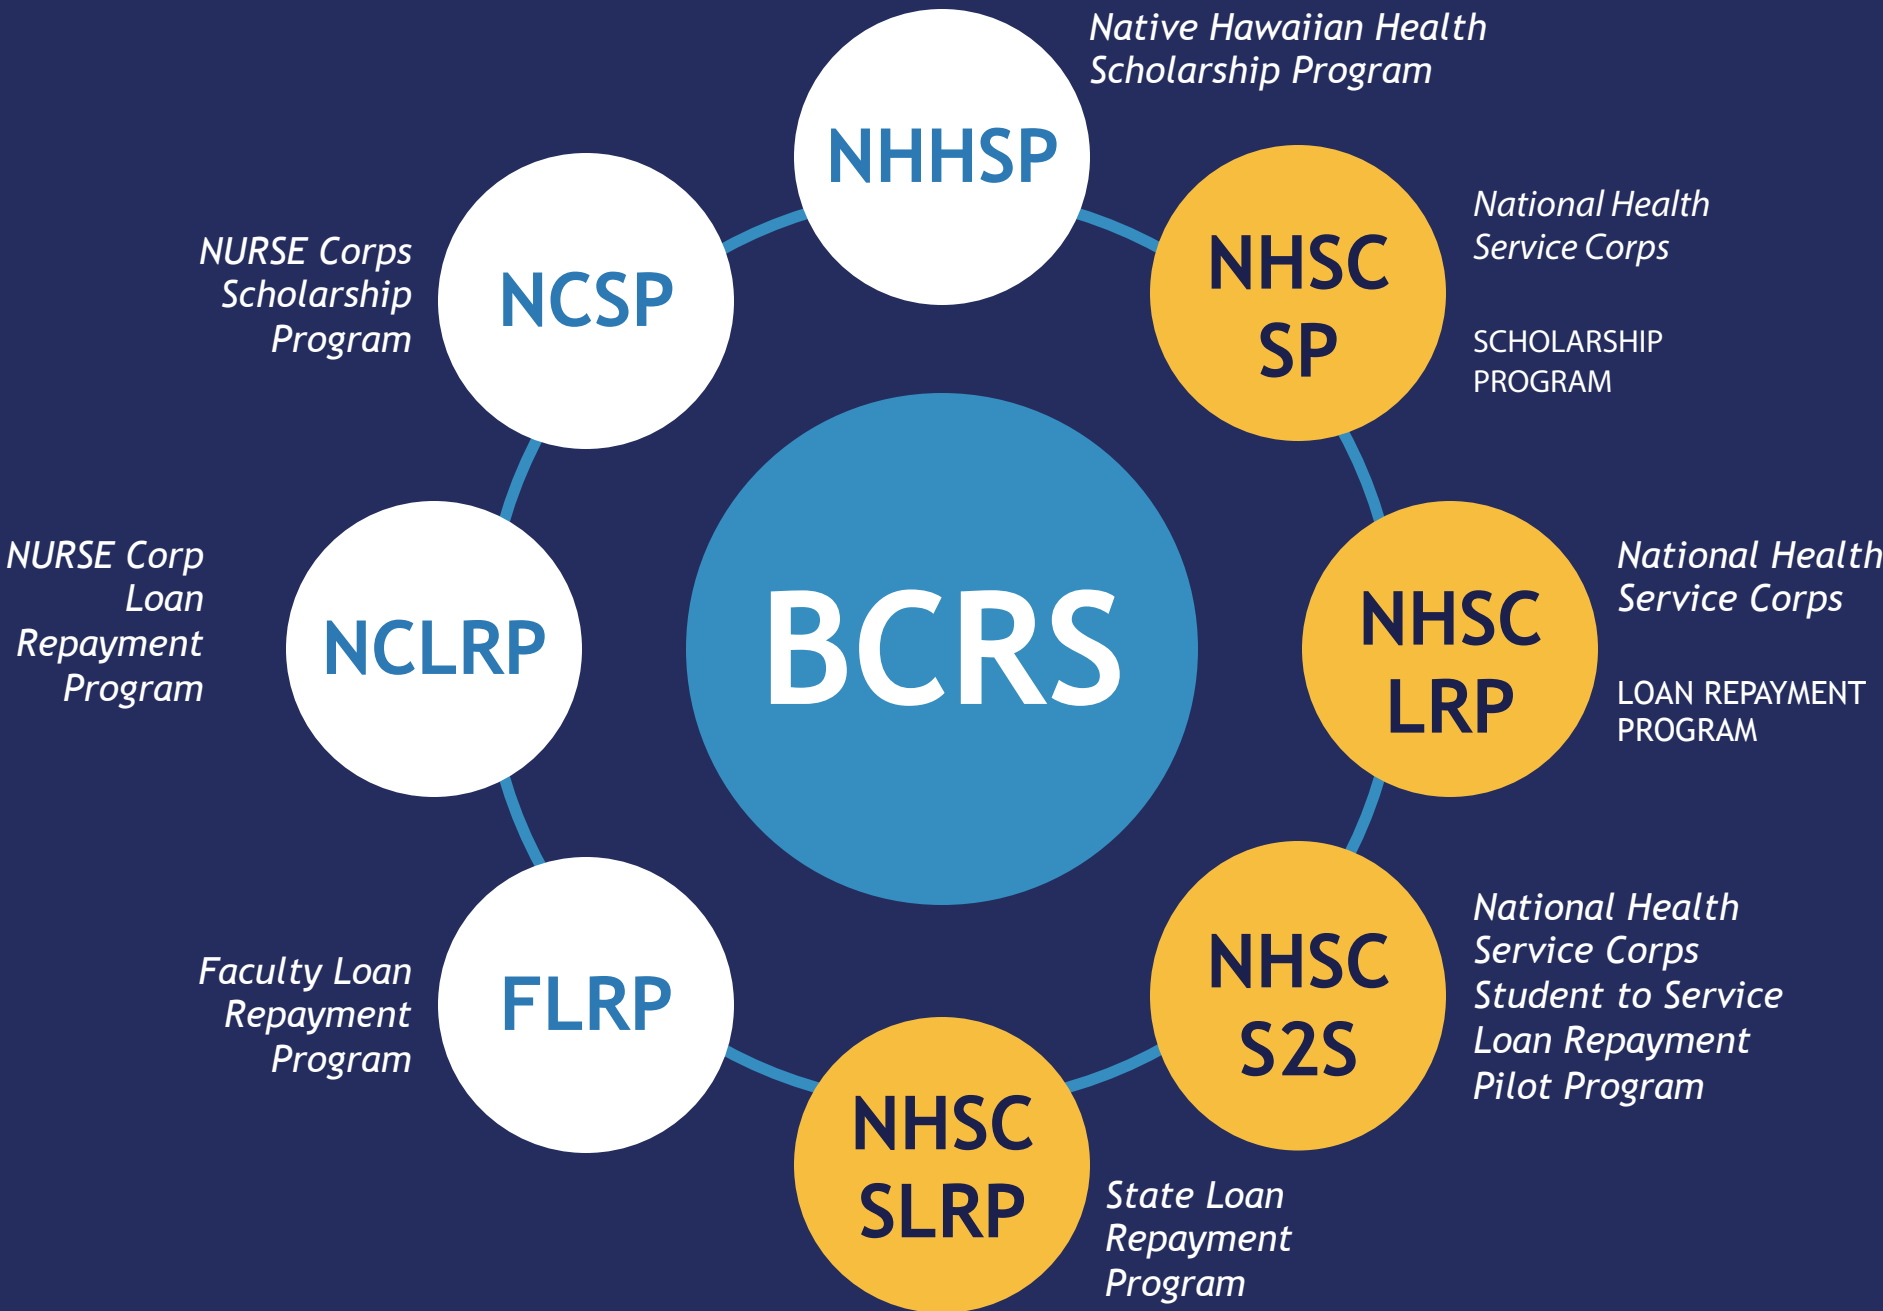 Native Hawaiian Health
Scholarship Program
NHHSP
National Health
Service Corps
SCHOLARSHIP
PROGRAM
NHSC
SP
NURSE Corps
Scholarship
Program
NCSP
National Health
Service Corps
LOAN REPAYMENT
PROGRAM
NHSC
LRP
BCRS
NURSE Corp
Loan
Repayment
Program
NCLRP
National Health
Service Corps
Student to Service
Loan Repayment
Pilot Program
NHSC
S2S
Faculty Loan
Repayment
Program
FLRP
NHSC
SLRP
State Loan
Repayment
Program